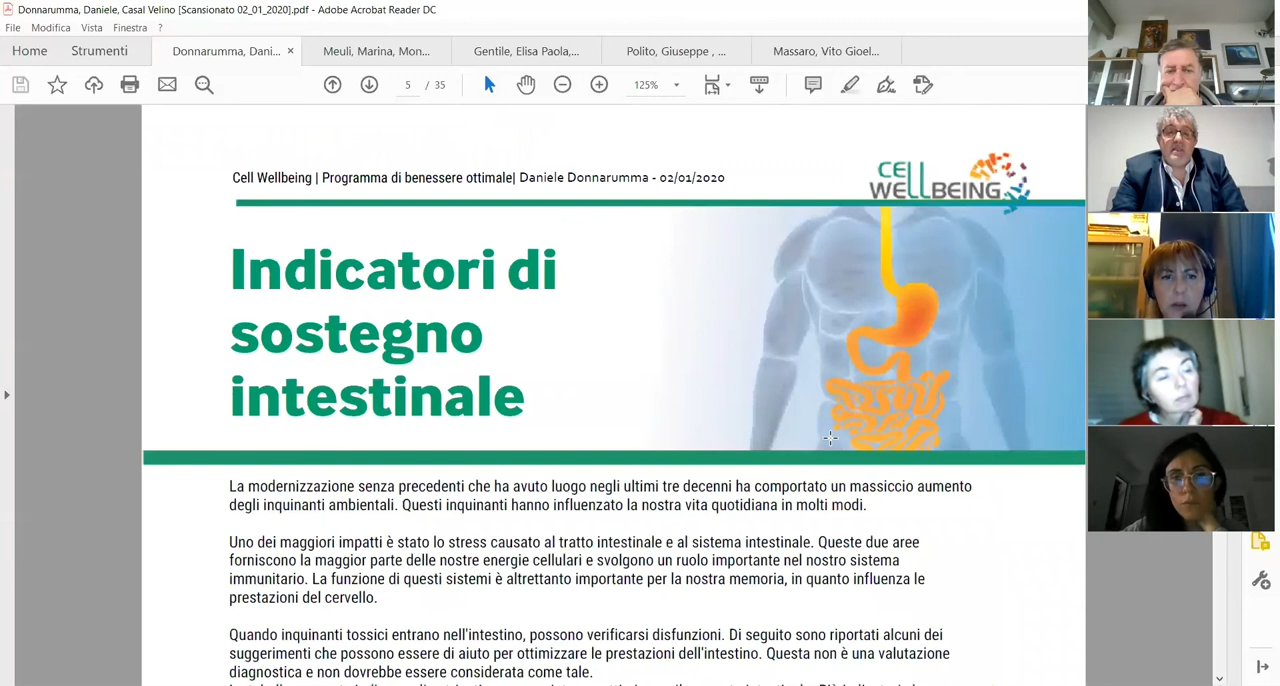 Donnarumma, Daniele, Casal Velino [Scansionato 02_01_2020].pdf - Adobe Acrobat Reader DC
File Modifica Vista Finestra ?
Home Strumenti Donnarumma, Dani... × Meuli, Marina, Mon... Gentile, Elisa Paola,... Polito, Giuseppe , ... Massaro, Vito Gioel...
5 / 35 125%
Cell Wellbeing | Programma di benessere ottimale| Daniele Donnarumma - 02/01/2020
CELL
WELLBEING
Indicatori di
sostegno
intestinale
La modernizzazione senza precedenti che ha avuto luogo negli ultimi tre decenni ha comportato un massiccio aumento
degli inquinanti ambientali. Questi inquinanti hanno influenzato la nostra vita quotidiana in molti modi.
Uno dei maggiori impatti è stato lo stress causato al tratto intestinale e al sistema intestinale. Queste due aree
forniscono la maggior parte delle nostre energie cellulari e svolgono un ruolo importante nel nostro sistema
immunitario. La funzione di questi sistemi è altrettanto importante per la nostra memoria, in quanto influenza le
prestazioni del cervello.
Quando inquinanti tossici entrano nell'intestino, possono verificarsi disfunzioni. Di seguito sono riportati alcuni dei
suggerimenti che possono essere di aiuto per ottimizzare le prestazioni dell'intestino. Questa non è una valutazione
diagnostica e non dovrebbe essere considerata come tale.